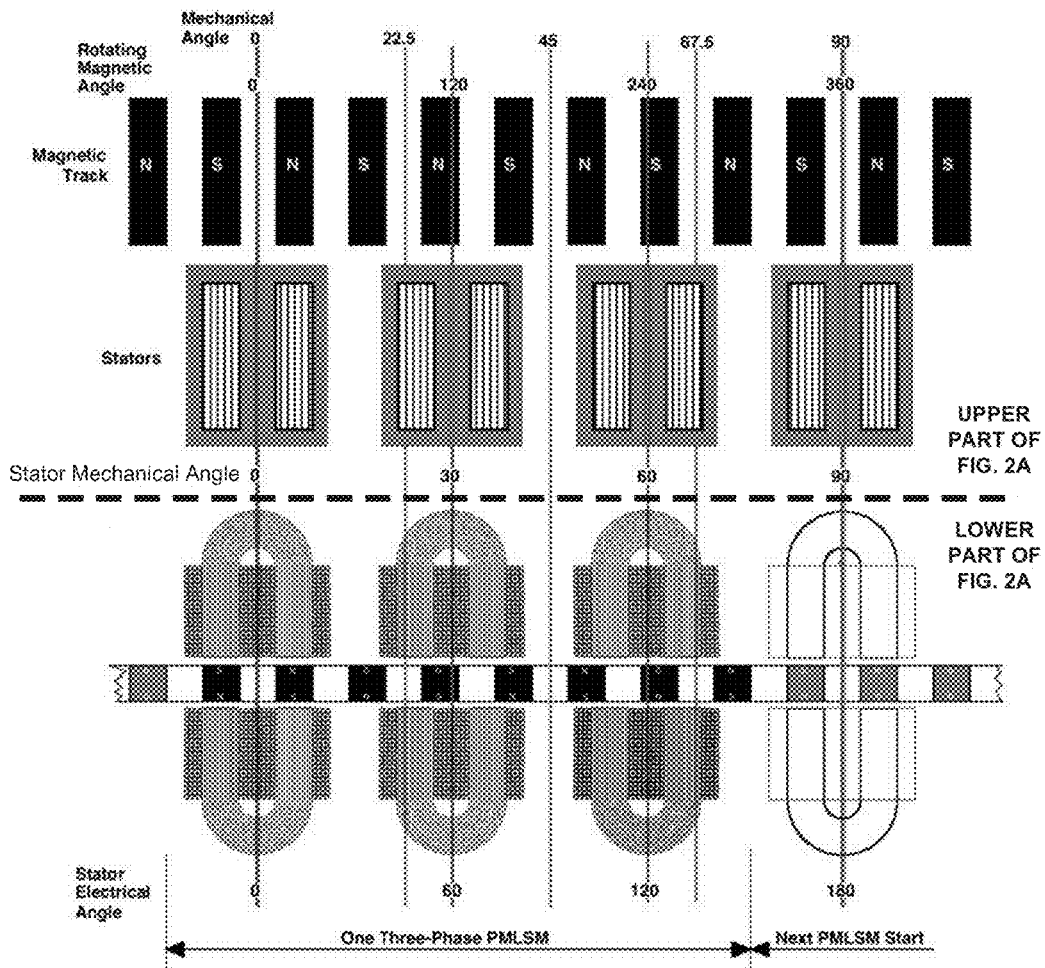 Mechanical
Angle 0 22.5 45 67.5 90
Rotating
Magnetic
Angle 0 120 240 360
Magnetic
Track
N S N S N S N S N S N S
Stators
UPPER
PART OF
FIG. 2A
Stator Mechanical Angle 0 30 60 90
LOWER
PART OF
FIG. 2A
Stator
Electrical
Angle 0 60 120 180
One Three-Phase PMLSM Next PMLSM Start